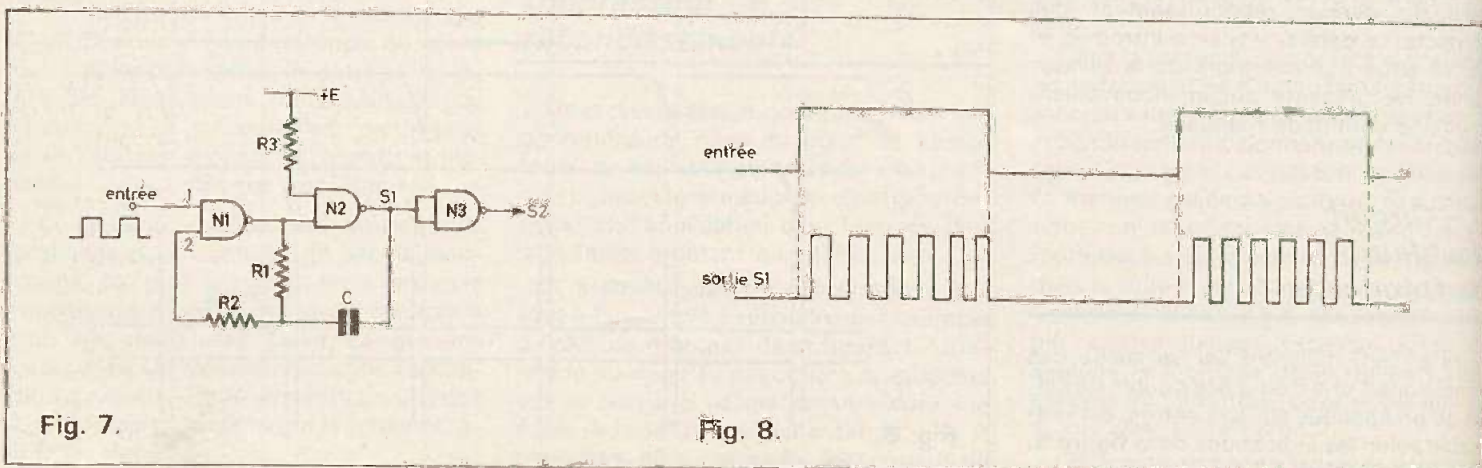 +E
R3
entrée
1
N1
N2
S1
N3
S2
2
R1
R2
C
Fig. 7.
entrée
sortie S1
Fig. 8.